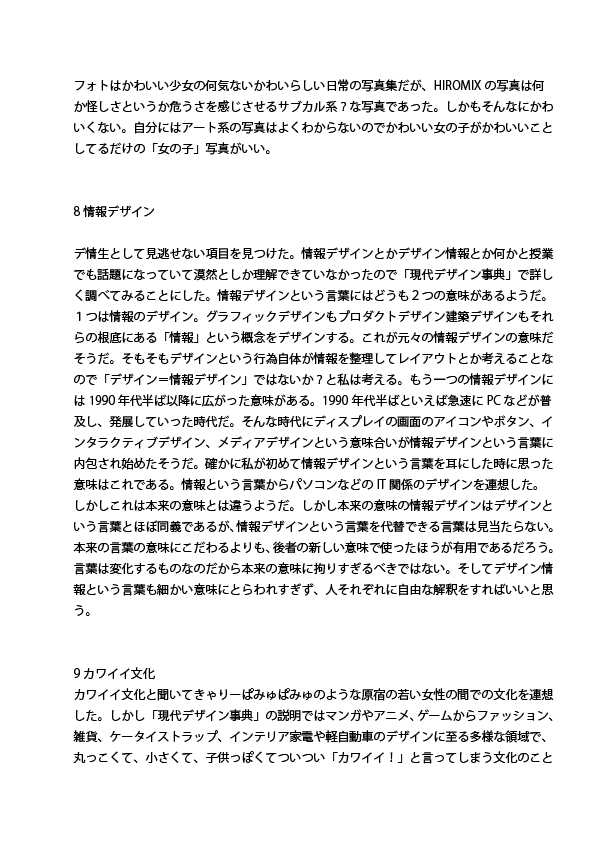 フォトはかわいい少女の何気ないかわいらしい日常の写真集だが、HIROMIX の写真は何
か怪しさというか危うさを感じさせるサブカル系？な写真であった。しかもそんなにかわ
いくない。自分にはアート系の写真はよくわからないのでかわいい女の子がかわいいこと
してるだけの「女の子」写真がいい。
8 情報デザイン
デ情生として見逃せない項目を見つけた。情報デザインとかデザイン情報とか何かと授業
でも話題になっていて漠然としか理解できていなかったので「現代デザイン事典」で詳し
く調べてみることにした。情報デザインという言葉にはどうも２つの意味があるようだ。
１つは情報のデザイン。グラフィックデザインもプロダクトデザイン建築デザインもそれ
らの根底にある「情報」という概念をデザインする。これが元々の情報デザインの意味だ
そうだ。そもそもデザインという行為自体が情報を整理してレイアウトとか考えることな
ので「デザイン＝情報デザイン」ではないか？と私は考える。もう一つの情報デザインに
は 1990 年代半ば以降に広がった意味がある。1990 年代半ばといえば急速に PC などが普
及し、発展していった時代だ。そんな時代にディスプレイの画面のアイコンやボタン、イ
ンタラクティブデザイン、メディアデザインという意味合いが情報デザインという言葉に
内包され始めたそうだ。確かに私が初めて情報デザインという言葉を耳にした時に思った
意味はこれである。情報という言葉からパソコンなどの IT 関係のデザインを連想した。
しかしこれは本来の意味とは違うようだ。しかし本来の意味の情報デザインはデザインと
いう言葉とほぼ同義であるが、情報デザインという言葉を代替できる言葉は見当たらない。
本来の言葉の意味にこだわるよりも、後者の新しい意味で使ったほうが有用であるだろう。
言葉は変化するものなのだから本来の意味に拘りすぎるべきではない。そしてデザイン情
報という言葉も細かい意味にとらわれすぎず、人それぞれに自由な解釈をすればいいと思
う。
9 カワイイ文化
カワイイ文化と聞いてきゃりーぱみゅぱみゅのような原宿の若い女性の間での文化を連想
した。しかし「現代デザイン事典」の説明ではマンガやアニメ、ゲームからファッション、
雑貨、ケータイストラップ、インテリア家電や軽自動車のデザインに至る多様な領域で、
丸っこくて、小さくて、子供っぽくてついつい「カワイイ！」と言ってしまう文化のこと